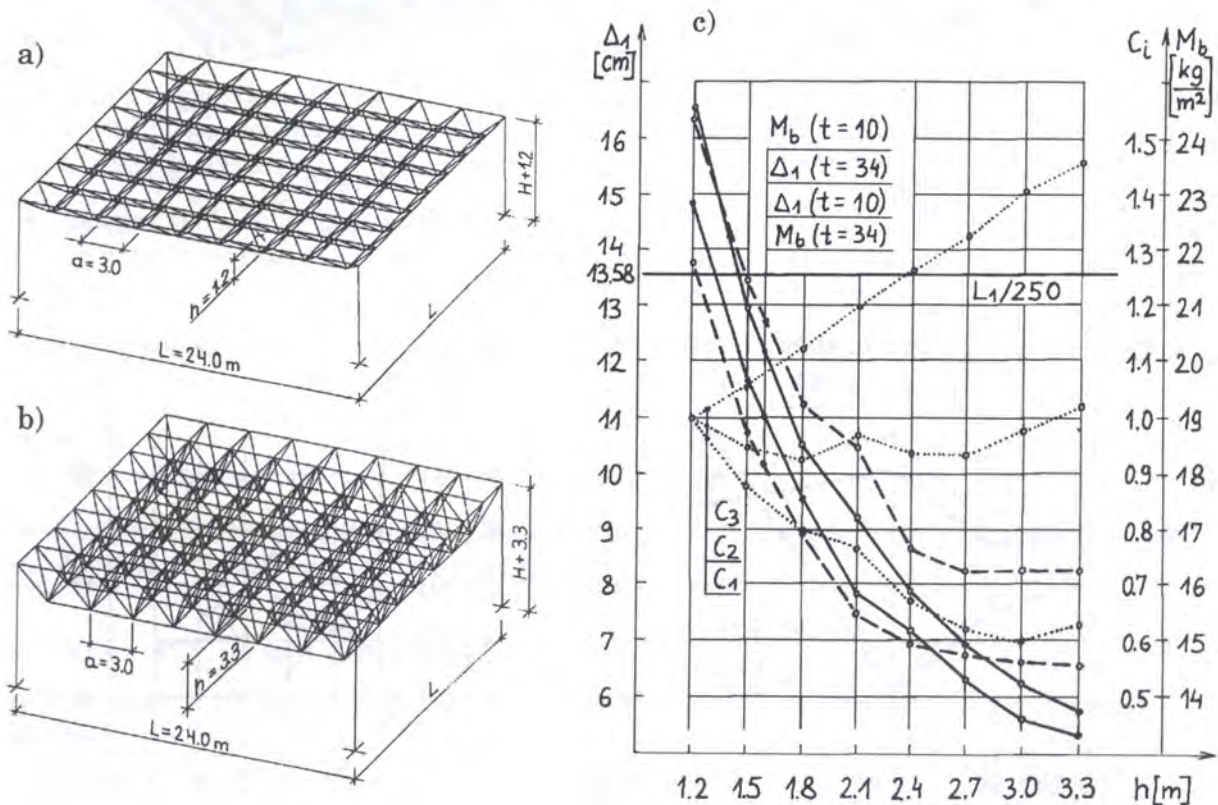 a)
H+1.2
a=3.0
h=1.2
L
L=24.0 m
b)
H+3.3
a=3.0
h=3.3
L
L=24.0 m
c)
Δ1 [cm]
Ci
Mb [kg/m²]
16
15
14
13.58
13
12
11
10
9
8
7
6
Mb (t=10)
Δ1 (t=34)
Δ1 (t=10)
Mb (t=34)
L1/250
C3
C2
C1
1.5 24
1.4 23
1.3 22
1.2 21
1.1 20
1.0 19
0.9 18
0.8 17
0.7 16
0.6 15
0.5 14
1.2 1.5 1.8 2.1 2.4 2.7 3.0 3.3 h[m]